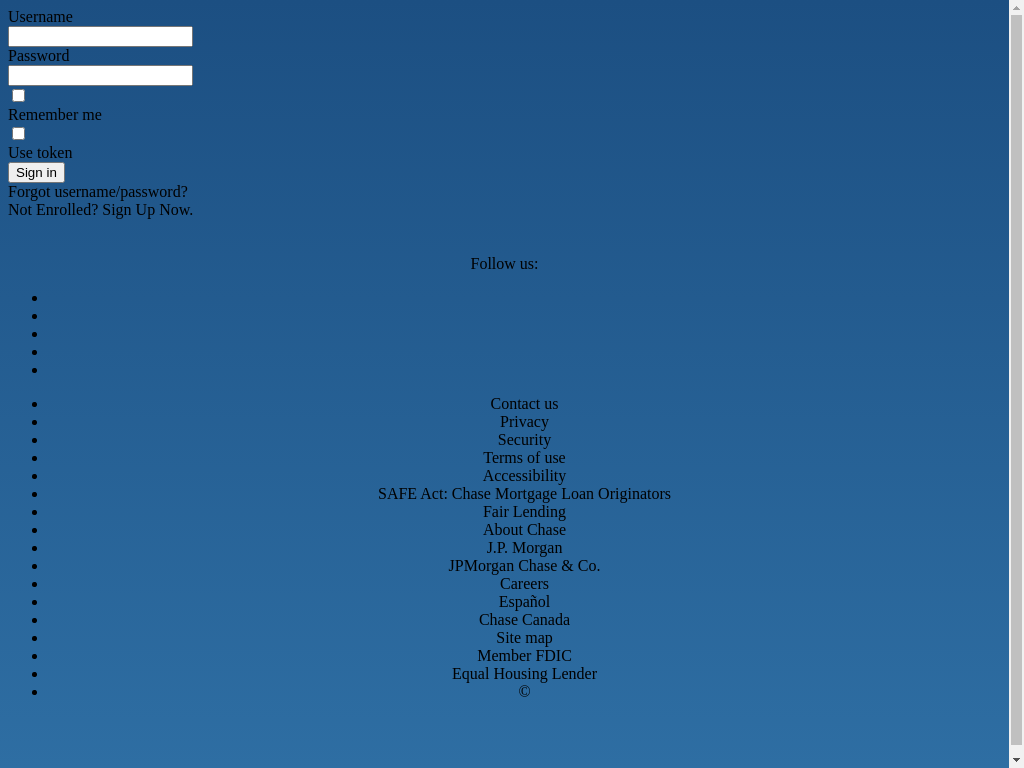 Username
Password
Remember me
Use token
Sign in
Forgot username/password?
Not Enrolled? Sign Up Now.
Follow us:
Contact us
Privacy
Security
Terms of use
Accessibility
SAFE Act: Chase Mortgage Loan Originators
Fair Lending
About Chase
J.P. Morgan
JPMorgan Chase & Co.
Careers
Español
Chase Canada
Site map
Member FDIC
Equal Housing Lender
©